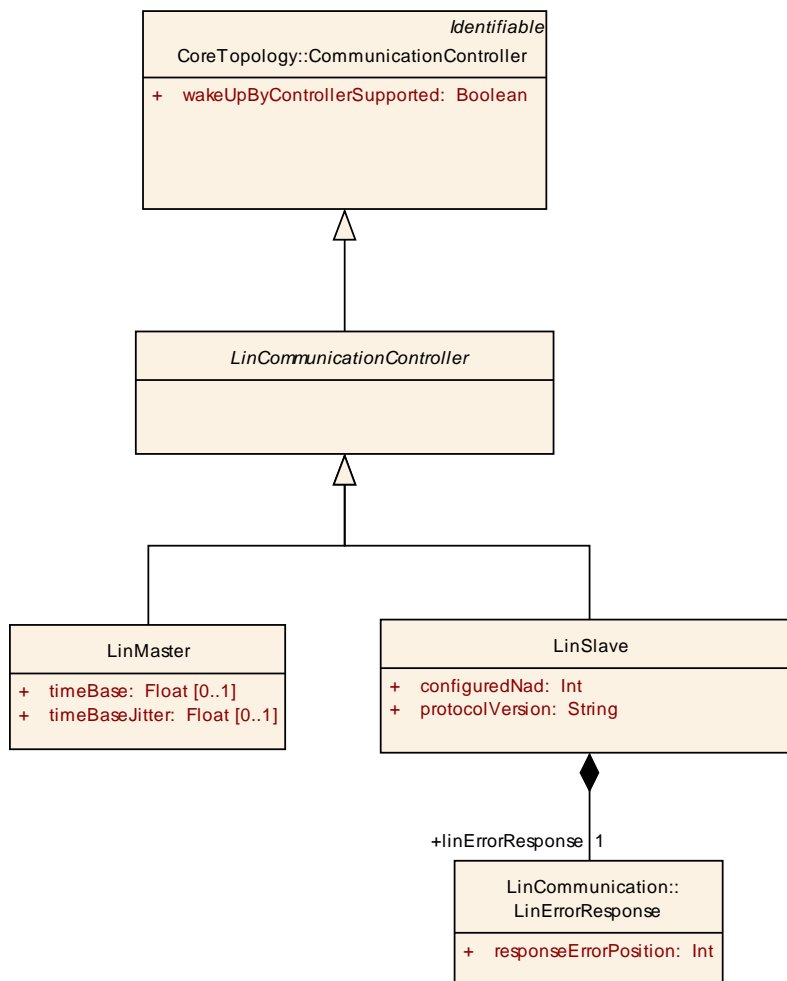 Identifiable
CoreTopology::CommunicationController
+ wakeUpByControllerSupported: Boolean
LinCommunicationController
LinMaster
+ timeBase: Float [0..1]
+ timeBaseJitter: Float [0..1]
LinSlave
+ configuredNad: Int
+ protocolVersion: String
+linErrorResponse 1
LinCommunication::
LinErrorResponse
+ responseErrorPosition: Int